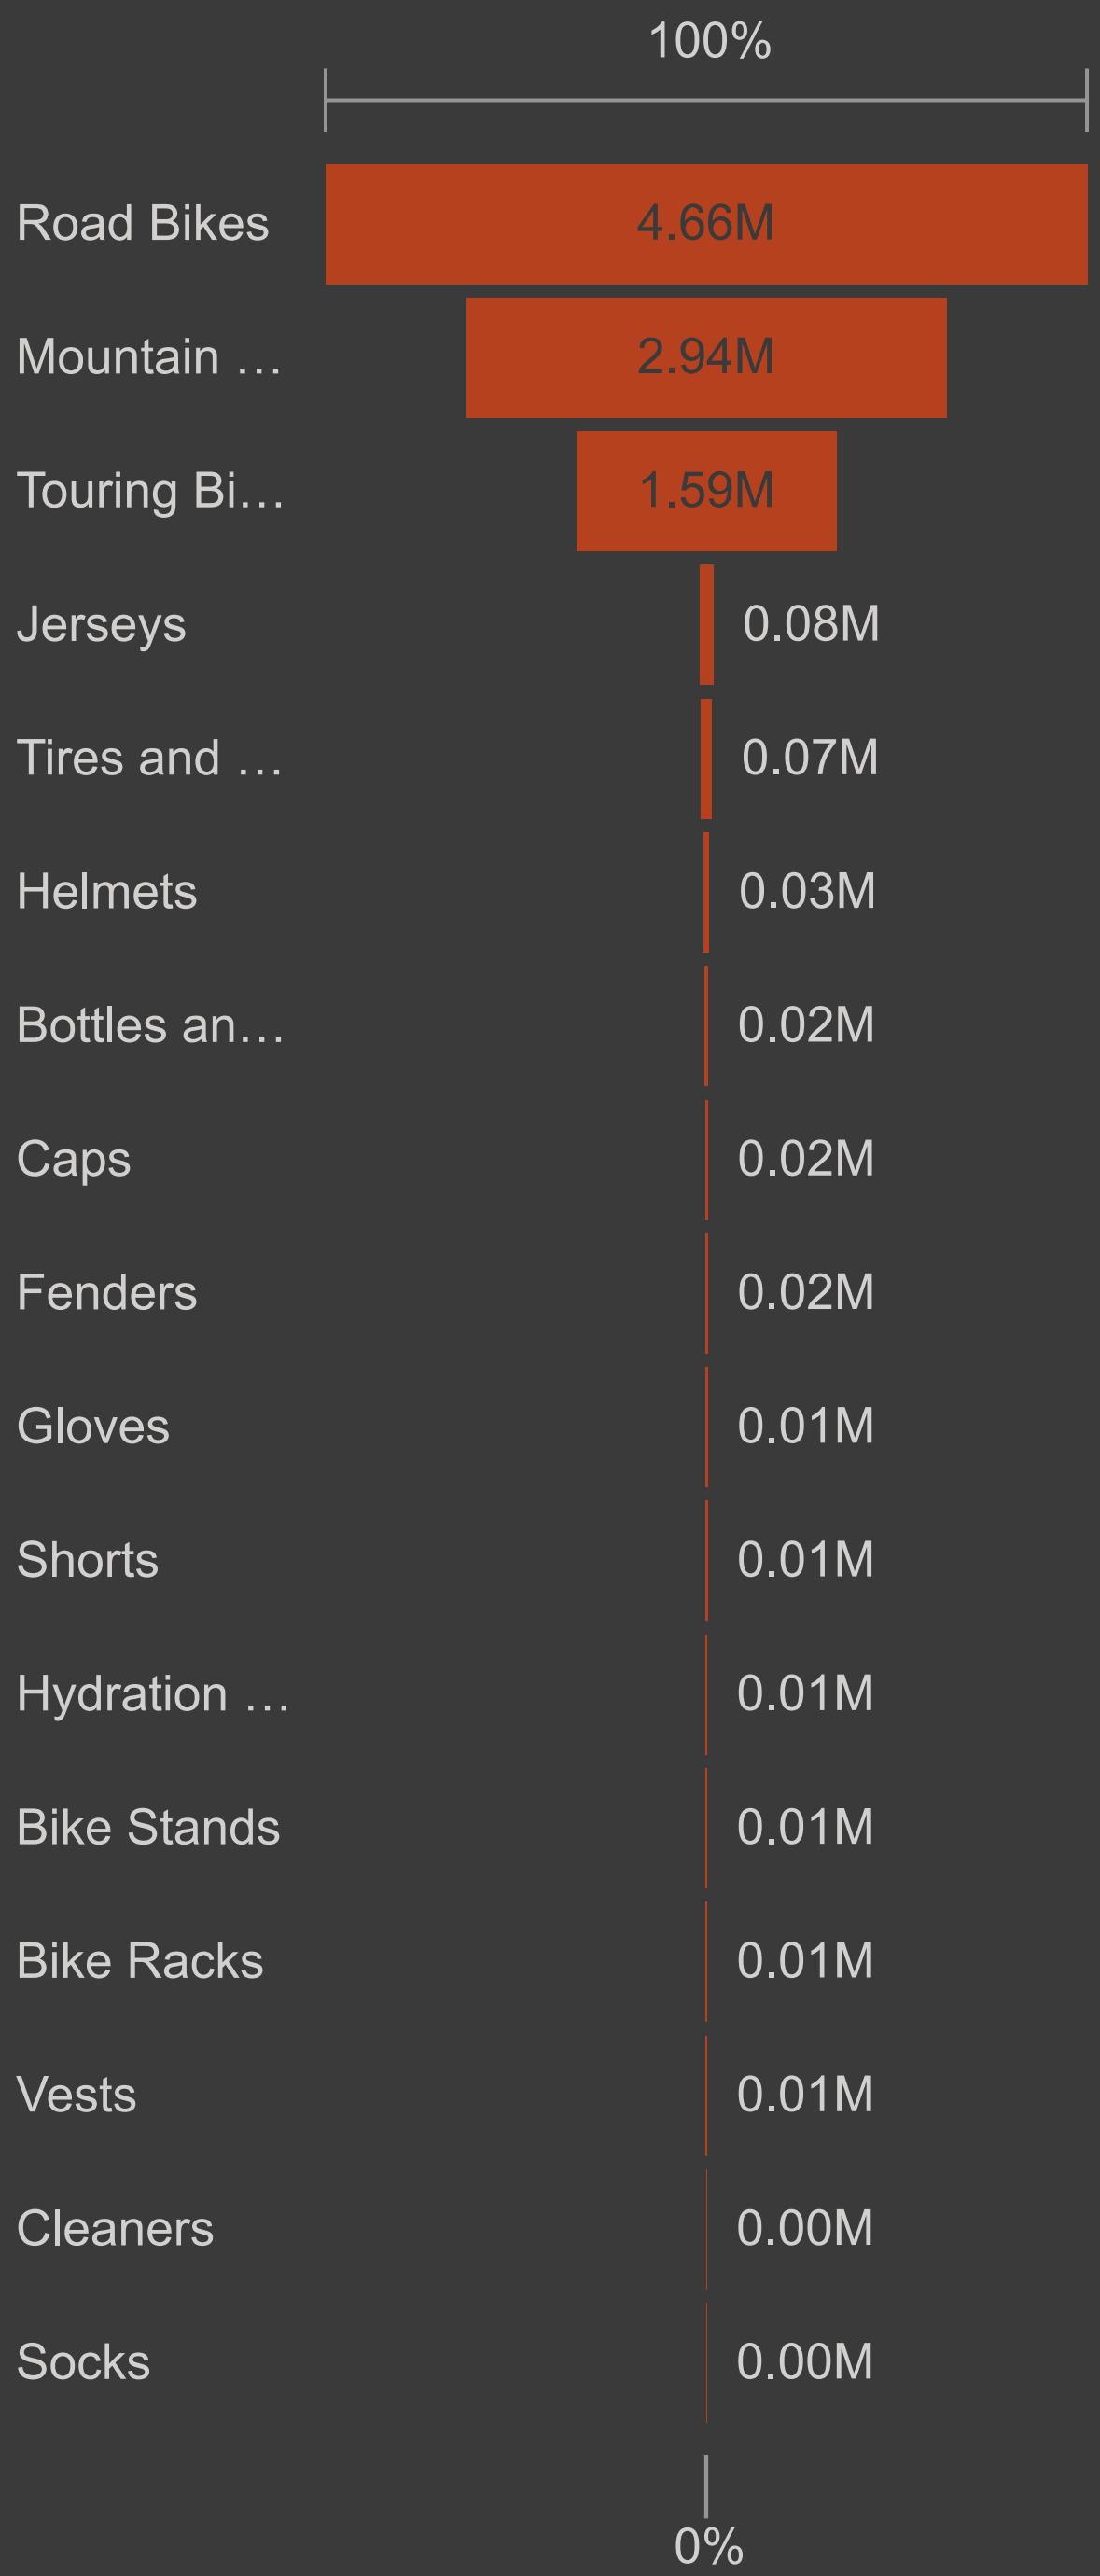 100%
Road Bikes 4.66M
Mountain … 2.94M
Touring Bi… 1.59M
Jerseys 0.08M
Tires and … 0.07M
Helmets 0.03M
Bottles an… 0.02M
Caps 0.02M
Fenders 0.02M
Gloves 0.01M
Shorts 0.01M
Hydration … 0.01M
Bike Stands 0.01M
Bike Racks 0.01M
Vests 0.01M
Cleaners 0.00M
Socks 0.00M
0%